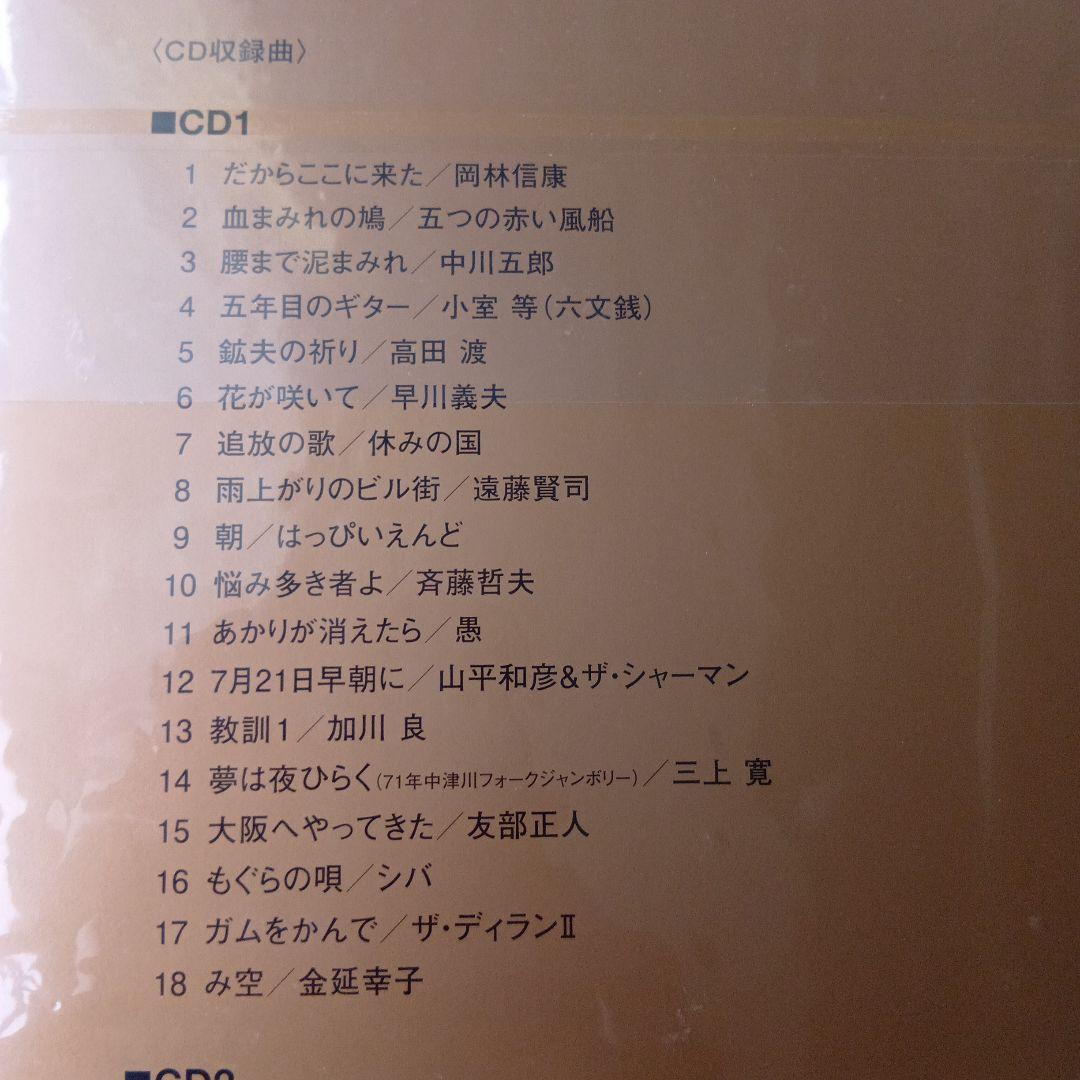 〈CD収録曲〉
■CD1
1 だからここに来た／岡林信康
2 血まみれの鳩／五つの赤い風船
3 腰まで泥まみれ／中川五郎
4 五年目のギター／小室 等（六文銭）
5 鉱夫の祈り／高田 渡
6 花が咲いて／早川義夫
7 追放の歌／休みの国
8 雨上がりのビル街／遠藤賢司
9 朝／はっぴいえんど
10 悩み多き者よ／斉藤哲夫
11 あかりが消えたら／愚
12 7月21日早朝に／山平和彦&ザ・シャーマン
13 教訓1／加川 良
14 夢は夜ひらく（71年中津川フォークジャンボリー）／三上 寛
15 大阪へやってきた／友部正人
16 もぐらの唄／シバ
17 ガムをかんで／ザ・ディランⅡ
18 み空／金延幸子
■CD2